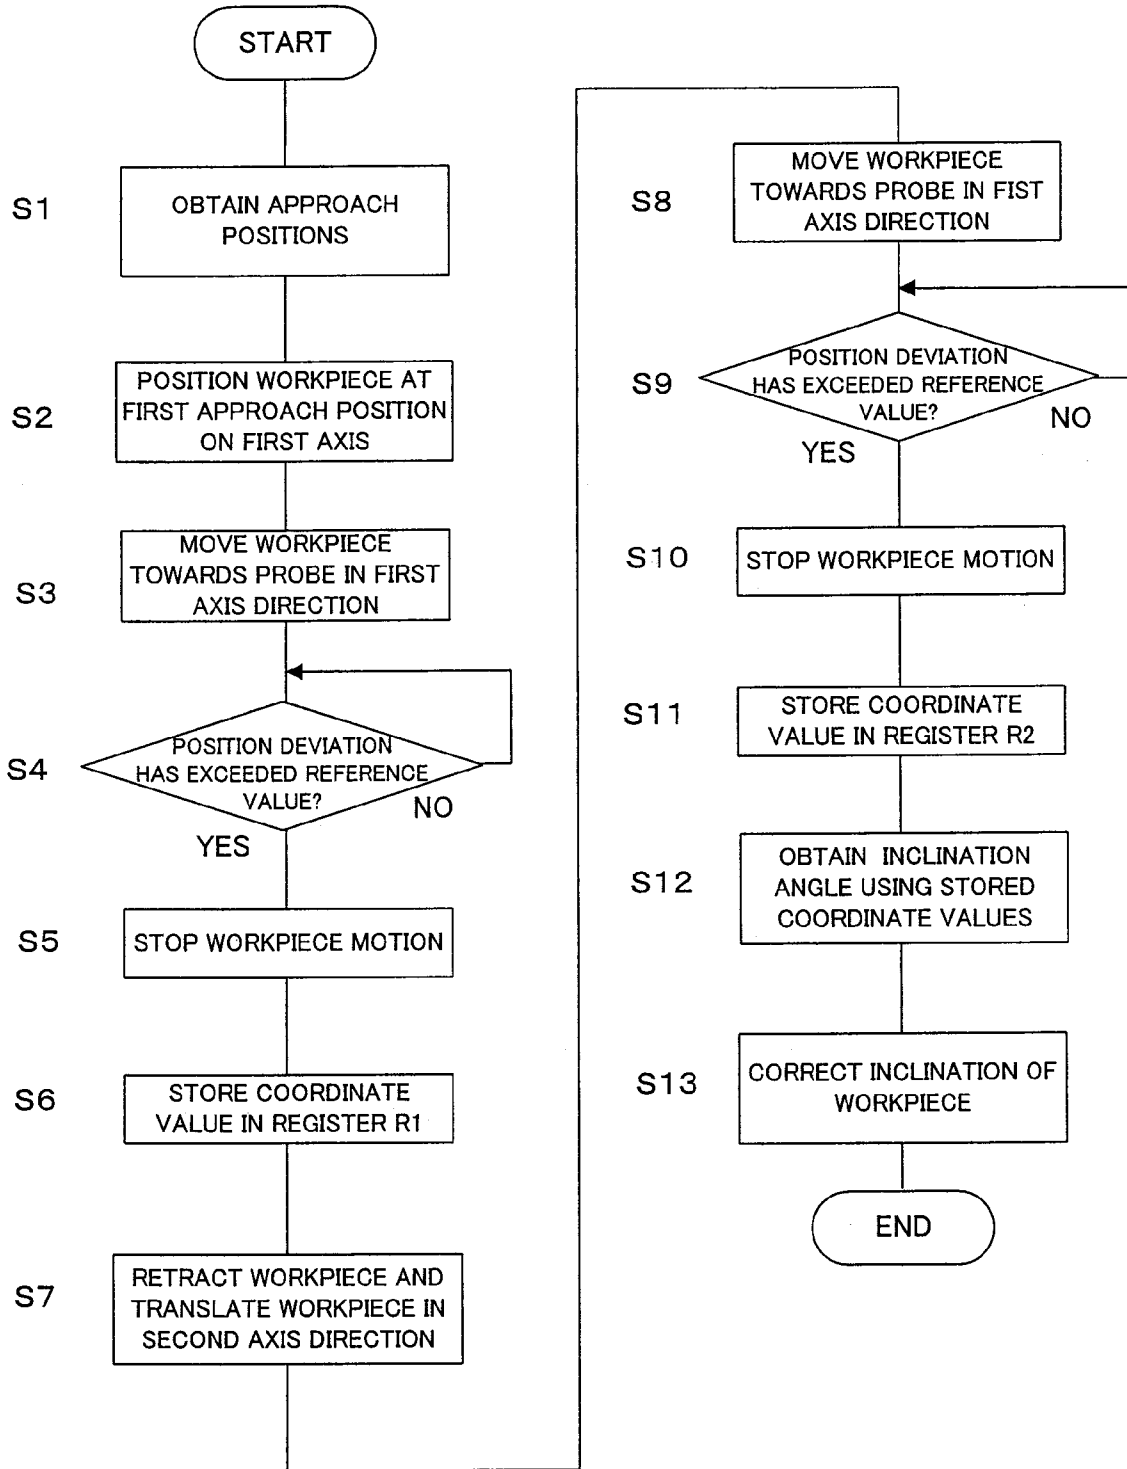 START
S1
OBTAIN APPROACH
POSITIONS
S2
POSITION WORKPIECE AT
FIRST APPROACH POSITION
ON FIRST AXIS
S3
MOVE WORKPIECE
TOWARDS PROBE IN FIRST
AXIS DIRECTION
S4
POSITION DEVIATION
HAS EXCEEDED REFERENCE
VALUE?
NO
YES
S5
STOP WORKPIECE MOTION
S6
STORE COORDINATE
VALUE IN REGISTER R1
S7
RETRACT WORKPIECE AND
TRANSLATE WORKPIECE IN
SECOND AXIS DIRECTION
S8
MOVE WORKPIECE
TOWARDS PROBE IN FIST
AXIS DIRECTION
S9
POSITION DEVIATION
HAS EXCEEDED REFERENCE
VALUE?
NO
YES
S10
STOP WORKPIECE MOTION
S11
STORE COORDINATE
VALUE IN REGISTER R2
S12
OBTAIN INCLINATION
ANGLE USING STORED
COORDINATE VALUES
S13
CORRECT INCLINATION OF
WORKPIECE
END